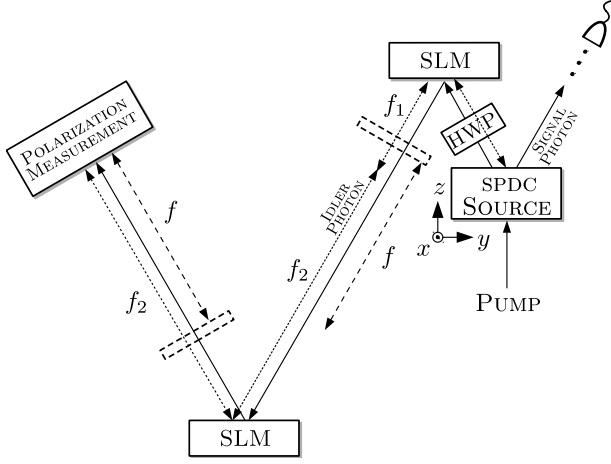 SLM
f₁
HWP
SIGNAL
PHOTON
POLARIZATION
MEASUREMENT
IDLER
PHOTON
SPDC
SOURCE
z
x
y
f
f
f₂
f₂
PUMP
SLM